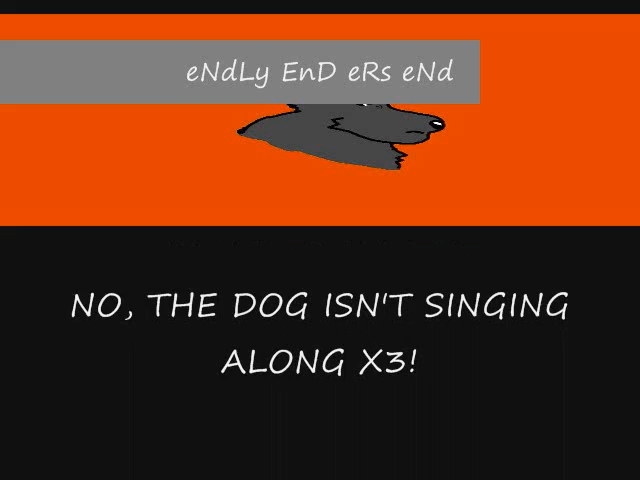 eNdLy EnD eRs eNd
NO, THE DOG ISN'T SINGING
ALONG X3!